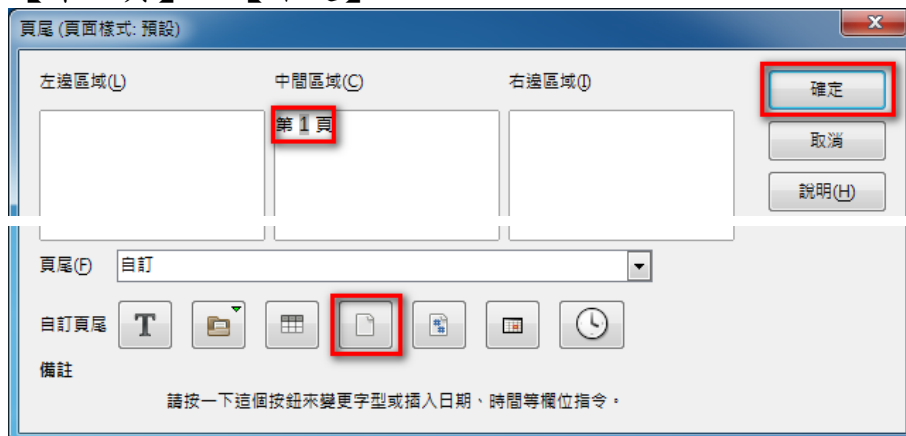 頁尾 (頁面樣式: 預設)
左邊區域(L) 中間區域(C) 右邊區域(I)
確定
第 1 頁
取消
說明(H)
頁尾(F) 自訂
自訂頁尾 T
備註
請按一下這個按鈕來變更字型或插入日期、時間等欄位指令。